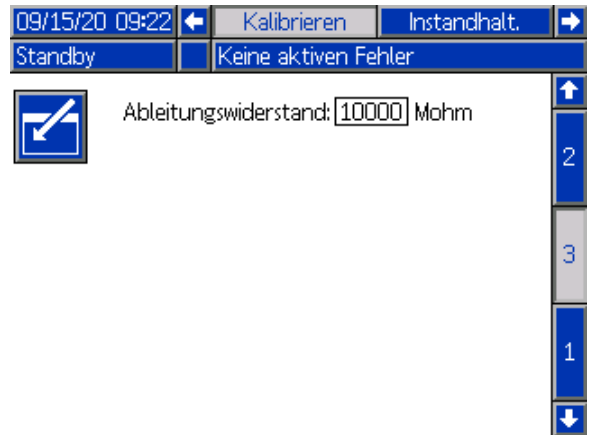 09/15/20 09:22 Kalibrieren Instandhalt.
Standby Keine aktiven Fehler
Ableitungswiderstand: 10000 Mohm
2
3
1